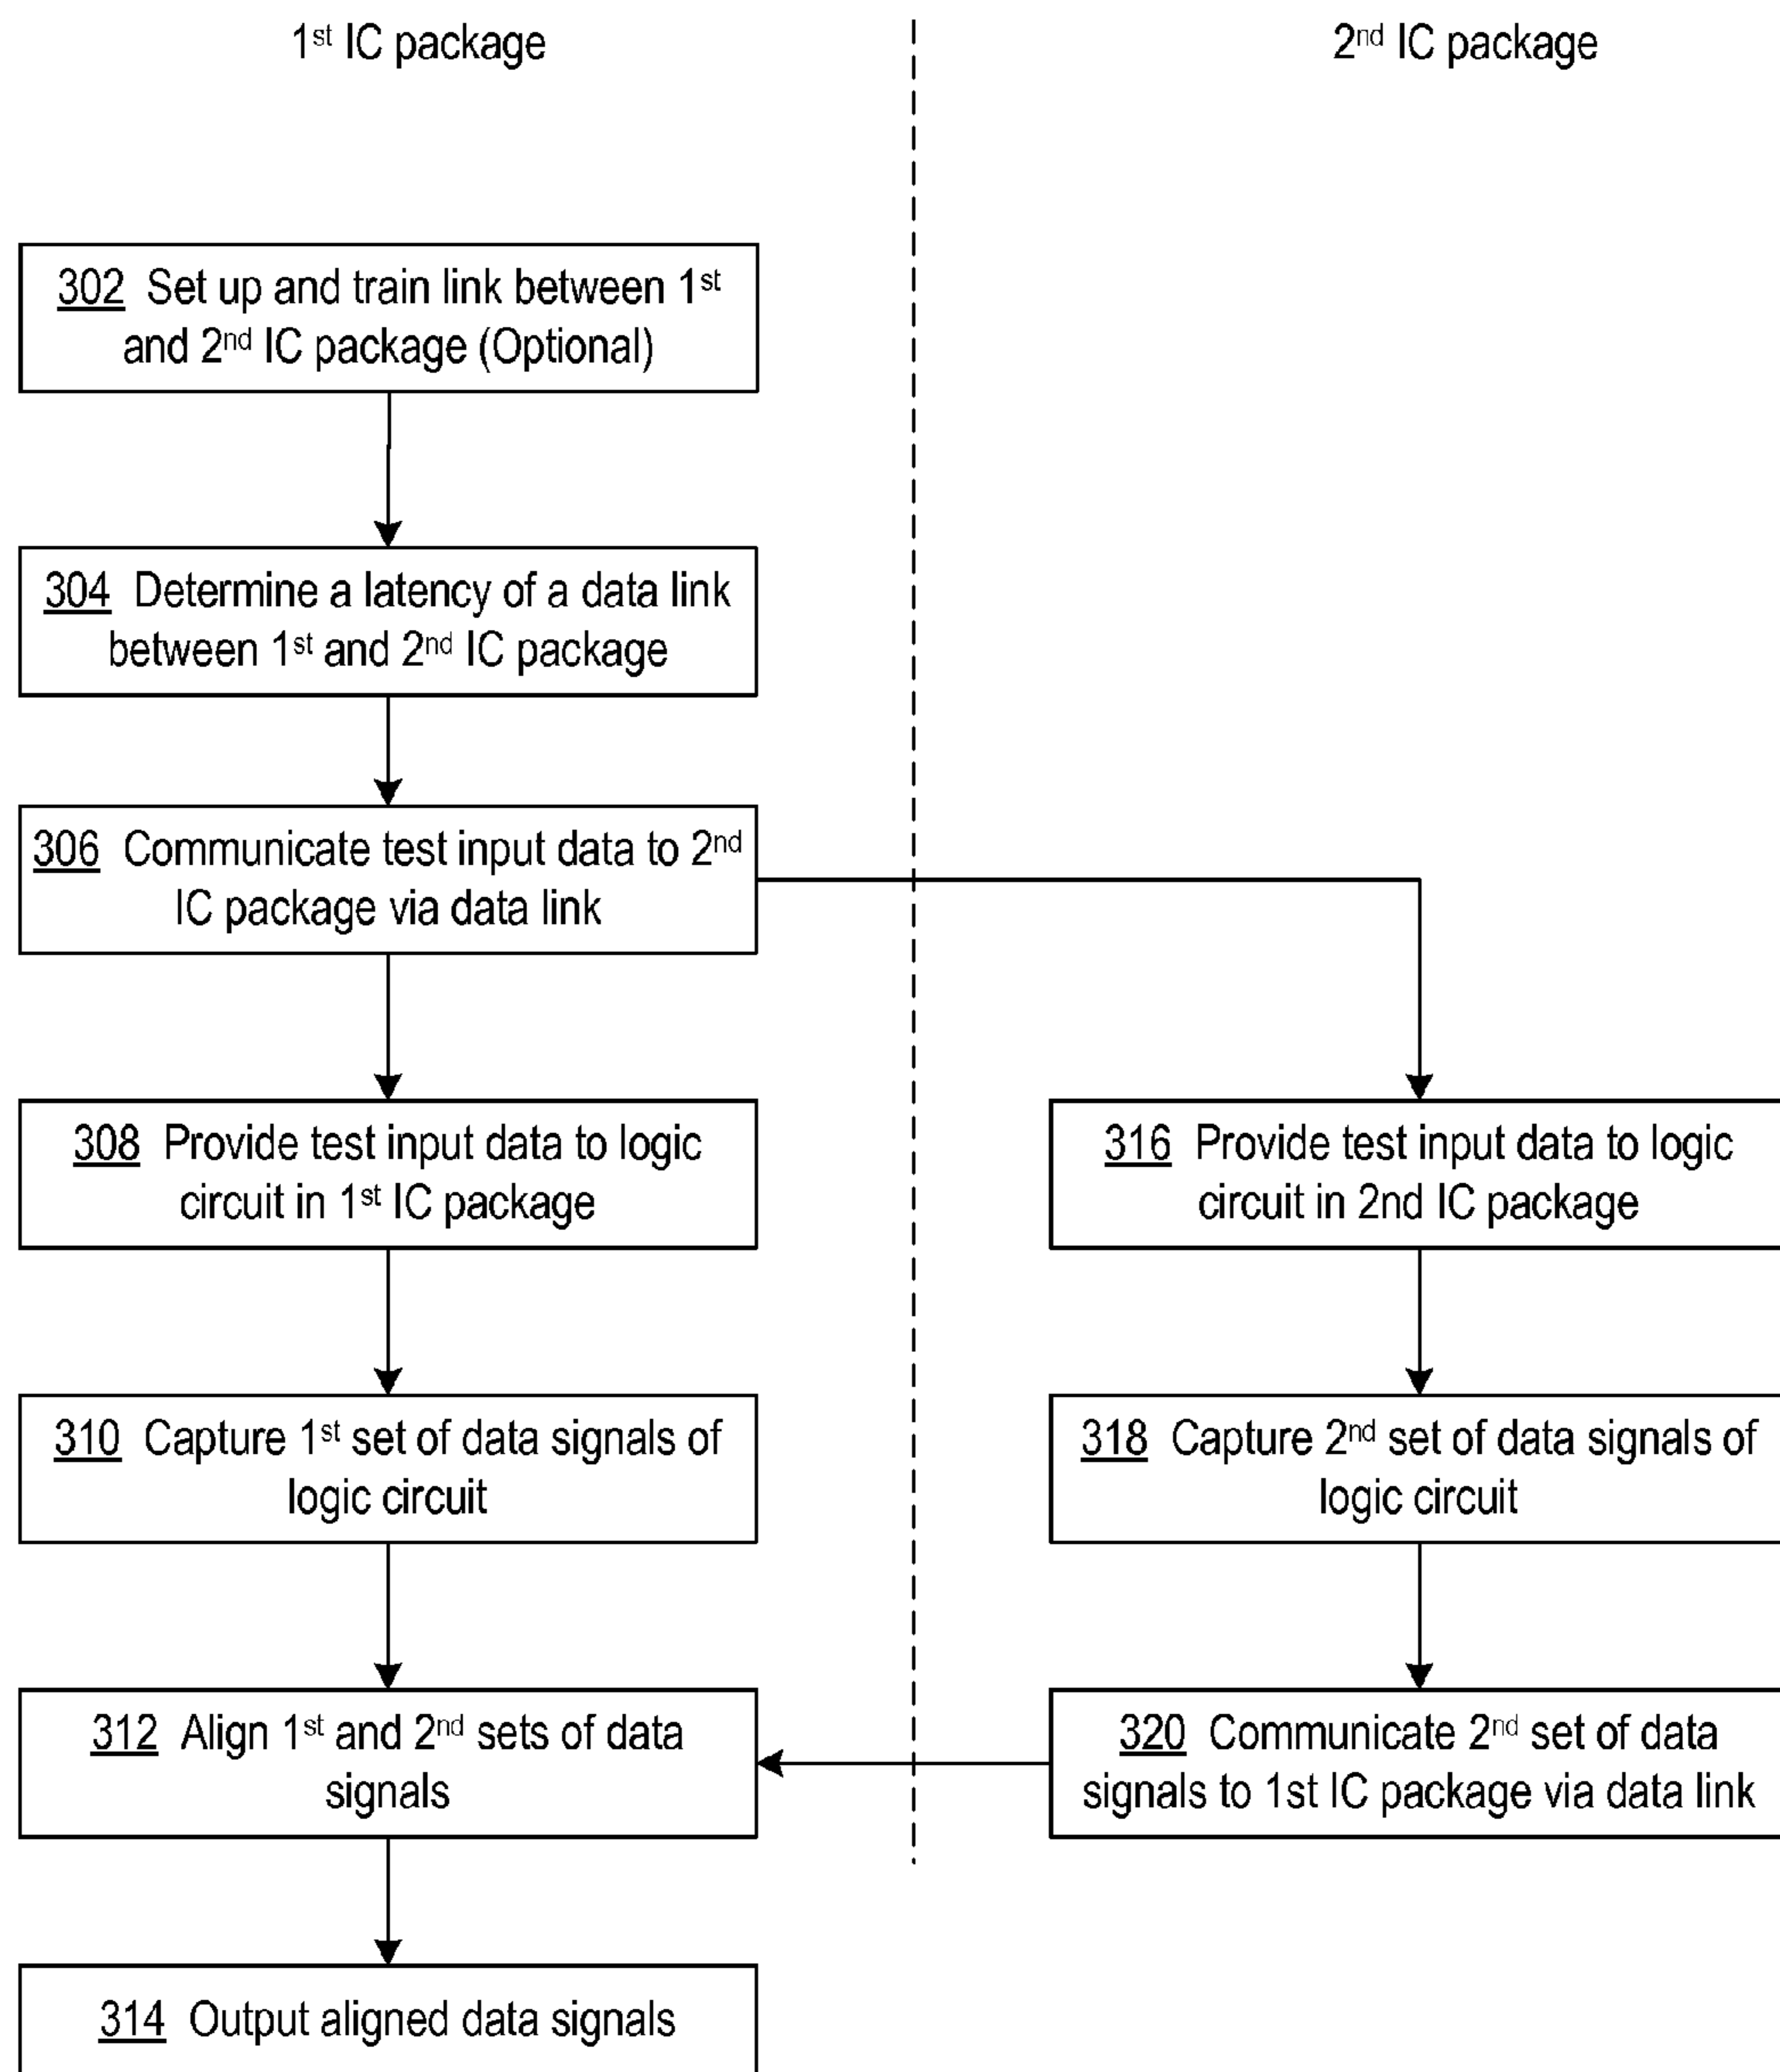 1st IC package
2nd IC package
302 Set up and train link between 1st
and 2nd IC package (Optional)
304 Determine a latency of a data link
between 1st and 2nd IC package
306 Communicate test input data to 2nd
IC package via data link
308 Provide test input data to logic
circuit in 1st IC package
316 Provide test input data to logic
circuit in 2nd IC package
310 Capture 1st set of data signals of
logic circuit
318 Capture 2nd set of data signals of
logic circuit
312 Align 1st and 2nd sets of data
signals
320 Communicate 2nd set of data
signals to 1st IC package via data link
314 Output aligned data signals